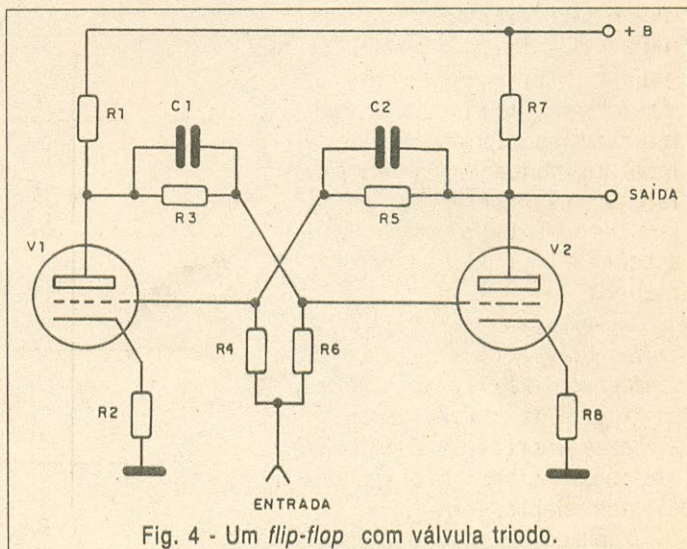 + B
R1
C1
C2
R7
R3
R5
SAÍDA
V1
V2
R4
R6
R2
R8
ENTRADA
Fig. 4 - Um flip-flop com válvula triodo.